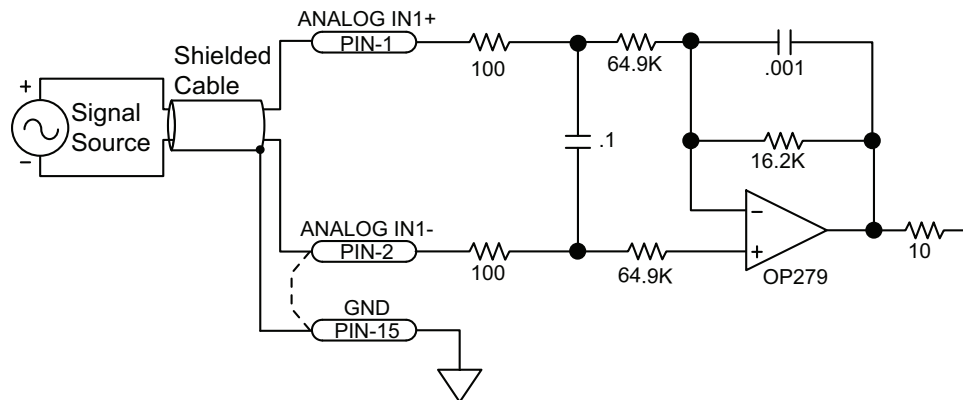 ANALOG IN1+
PIN-1
100
64.9K
.001
Shielded
Cable
+
Signal
Source
−
.1
16.2K
ANALOG IN1-
PIN-2
100
64.9K
−
+
OP279
10
GND
PIN-15